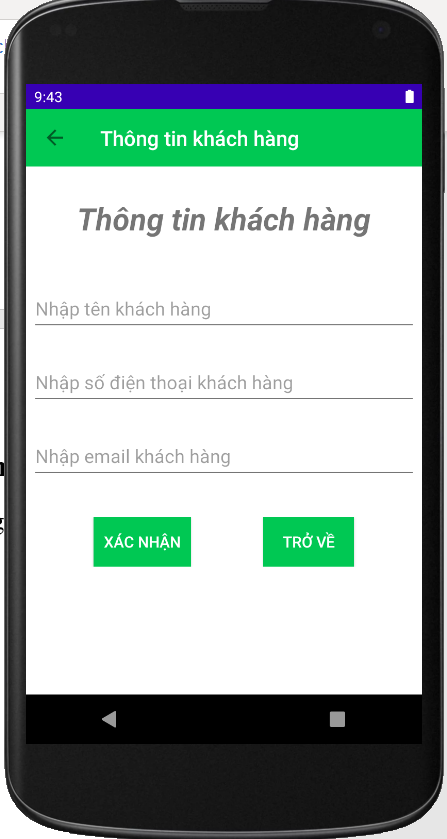 9:43
Thông tin khách hàng
Thông tin khách hàng
Nhập tên khách hàng
Nhập số điện thoại khách hàng
Nhập email khách hàng
XÁC NHẬN TRỞ VỀ